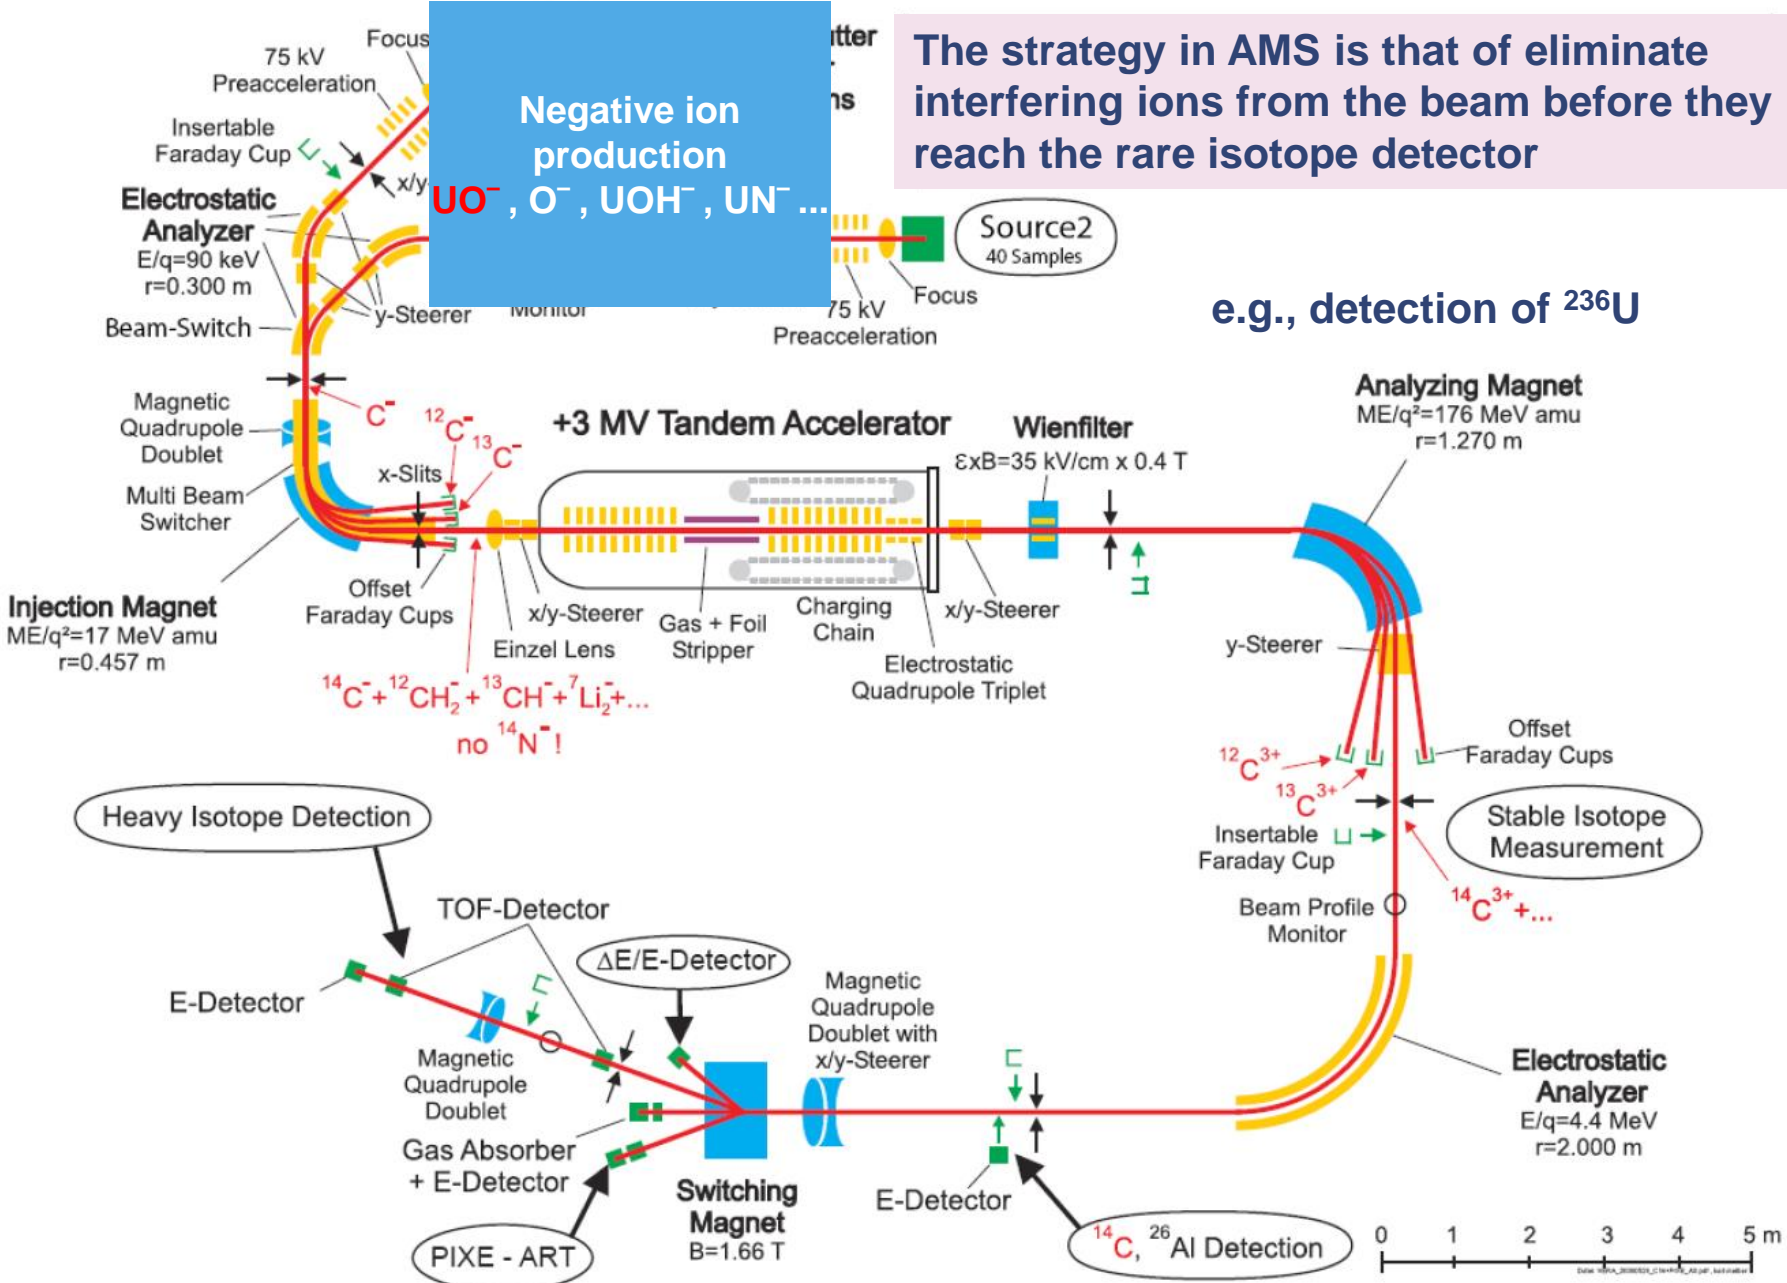 The strategy in AMS is that of eliminate
interfering ions from the beam before they
reach the rare isotope detector
Negative ion
production
UO⁻ , O⁻ , UOH⁻ , UN⁻ ...
75 kV
Preacceleration
Focus
Insertable
Faraday Cup
x/y
Electrostatic
Analyzer
E/q=90 keV
r=0.300 m
Beam-Switch
y-Steerer
Monitor
Source2
40 Samples
Focus
75 kV
Preacceleration
e.g., detection of ²³⁶U
Magnetic
Quadrupole
Doublet
C⁻
¹²C⁻
¹³C⁻
x-Slits
Multi Beam
Switcher
Injection Magnet
ME/q²=17 MeV amu
r=0.457 m
Offset
Faraday Cups
+3 MV Tandem Accelerator
x/y-Steerer
Einzel Lens
Gas + Foil
Stripper
Charging
Chain
Electrostatic
Quadrupole Triplet
x/y-Steerer
Wienfilter
ɛxB=35 kV/cm x 0.4 T
¹⁴C⁻+¹²CH₂⁻+¹³CH⁻+⁷Li₂⁻+...
no ¹⁴N⁻!
Analyzing Magnet
ME/q²=176 MeV amu
r=1.270 m
y-Steerer
Offset
Faraday Cups
¹²C³⁺
¹³C³⁺
Stable Isotope
Measurement
Insertable
Faraday Cup
¹⁴C³⁺+...
Beam Profile
Monitor
Electrostatic
Analyzer
E/q=4.4 MeV
r=2.000 m
Heavy Isotope Detection
TOF-Detector
ΔE/E-Detector
E-Detector
Magnetic
Quadrupole
Doublet
Magnetic
Quadrupole
Doublet with
x/y-Steerer
Gas Absorber
+ E-Detector
PIXE - ART
Switching
Magnet
B=1.66 T
E-Detector
¹⁴C, ²⁶Al Detection
0 1 2 3 4 5 m